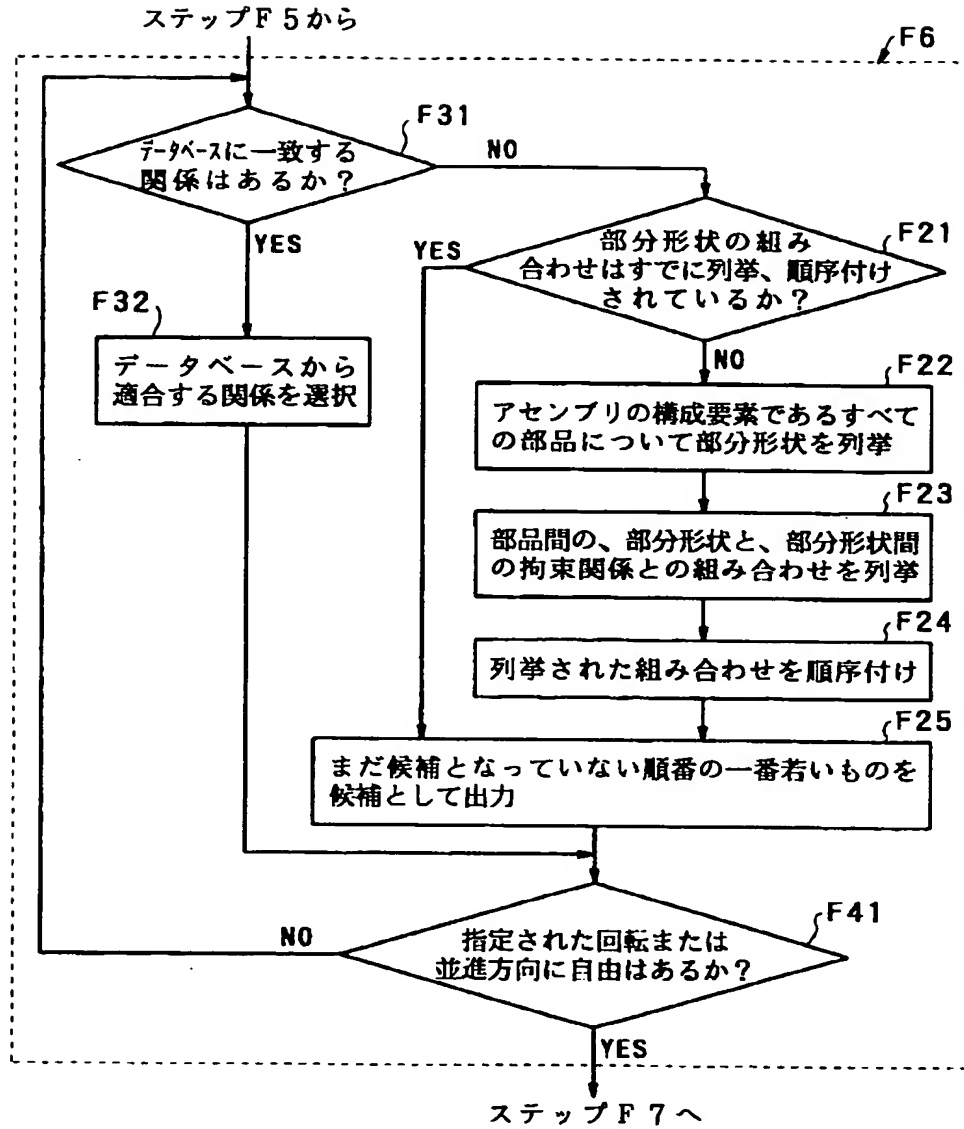 ステップF5から
F6
F31
データベースに一致する
関係はあるか？
NO
YES
F21
部分形状の組み
合わせはすでに列挙、順序付け
されているか？
YES
NO
F32
データベースから
適合する関係を選択
F22
アセンブリの構成要素であるすべて
の部品について部分形状を列挙
F23
部品間の、部分形状と、部分形状間
の拘束関係との組み合わせを列挙
F24
列挙された組み合わせを順序付け
F25
まだ候補となっていない順番の一番若いものを
候補として出力
F41
指定された回転または
並進方向に自由はあるか？
NO
YES
ステップF7へ